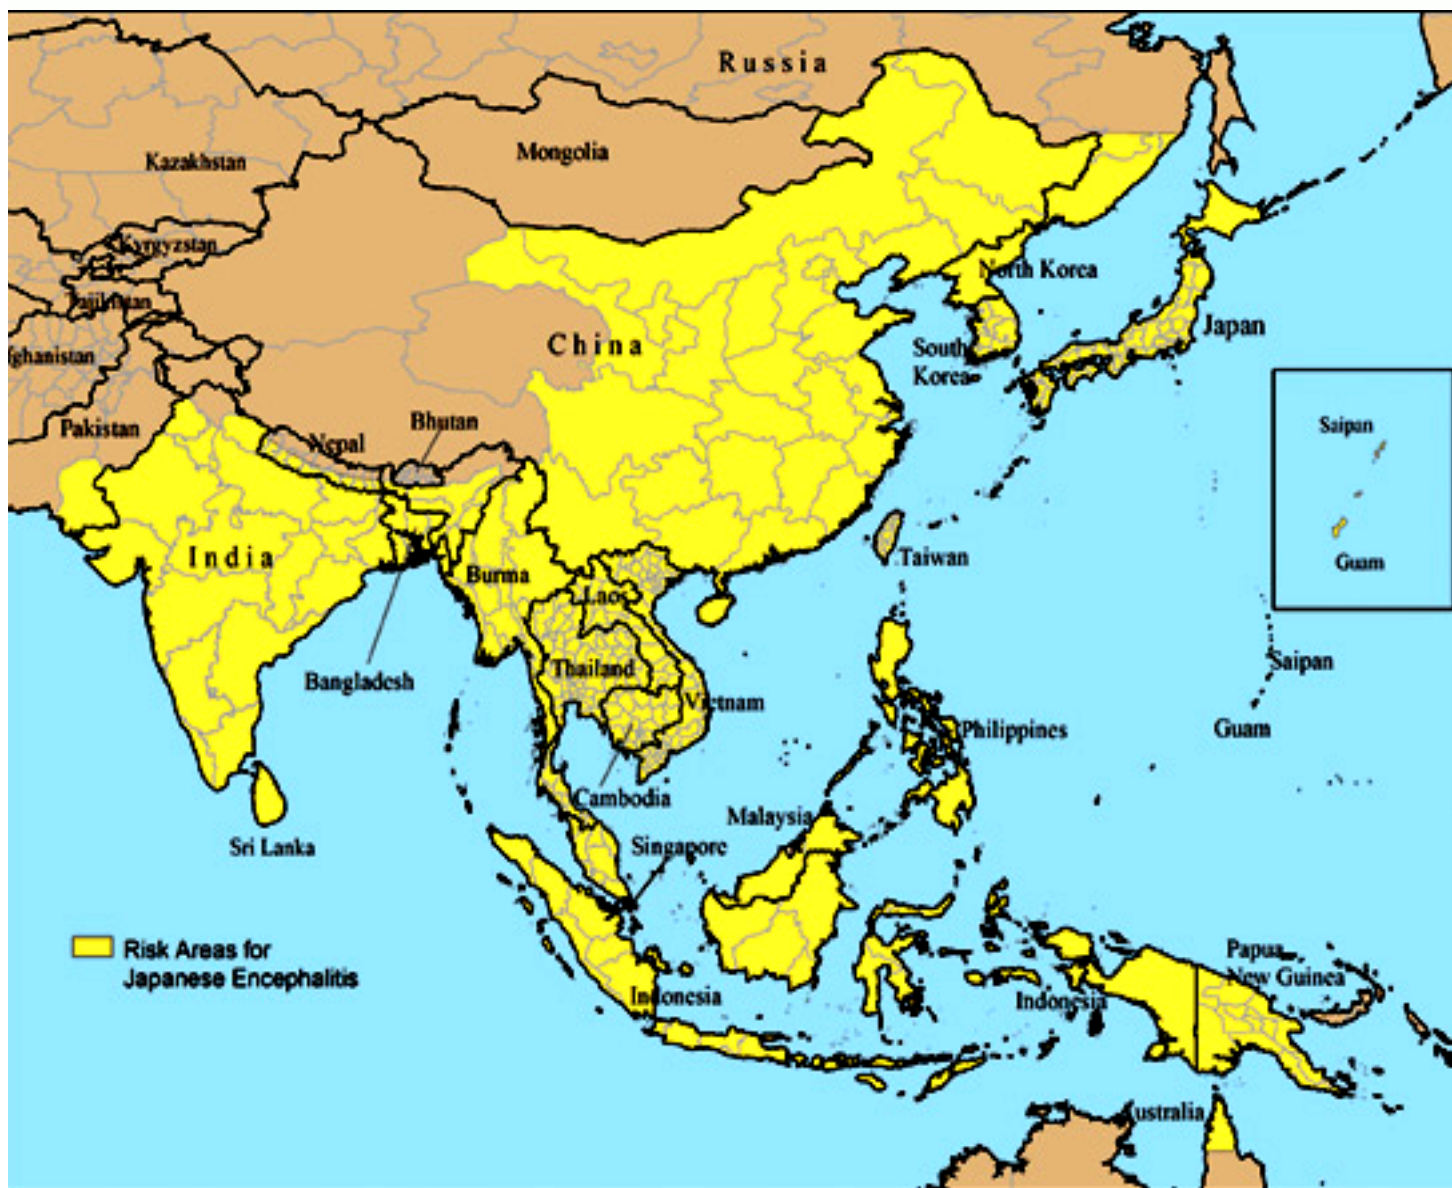 Russia
Kazakhstan
Mongolia
Kyrgyzstan
North Korea
Tajikistan
Japan
China
South
Korea
fghanistan
Pakistan
Nepal
Bhutan
Saipan
India
Taiwan
Guam
Burma
Laos
Bangladesh
Thailand
Saipan
Vietnam
Philippines
Guam
Cambodia
Malaysia
Sri Lanka
Singapore
Risk Areas for
Japanese Encephalitis
Papua
New Guinea
Indonesia
Indonesia
Australia